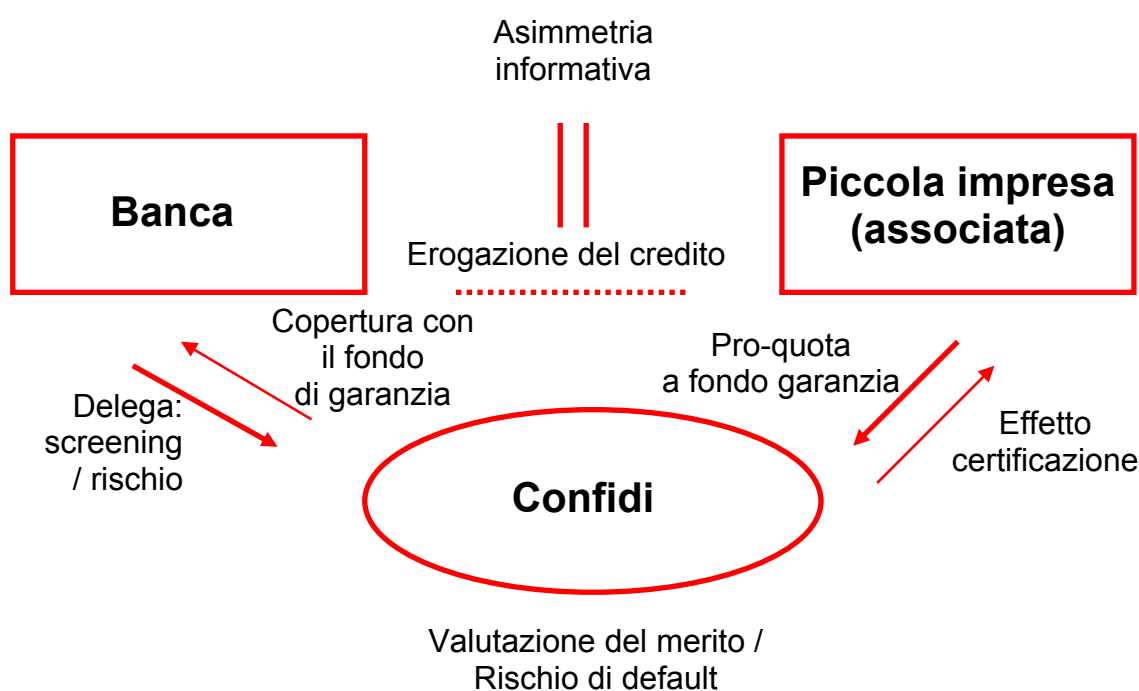 Asimmetria
informativa
Banca
Piccola impresa
(associata)
Erogazione del credito
Copertura con
il fondo
di garanzia
Pro-quota
a fondo garanzia
Delega:
screening
/ rischio
Effetto
certificazione
Confidi
Valutazione del merito /
Rischio di default